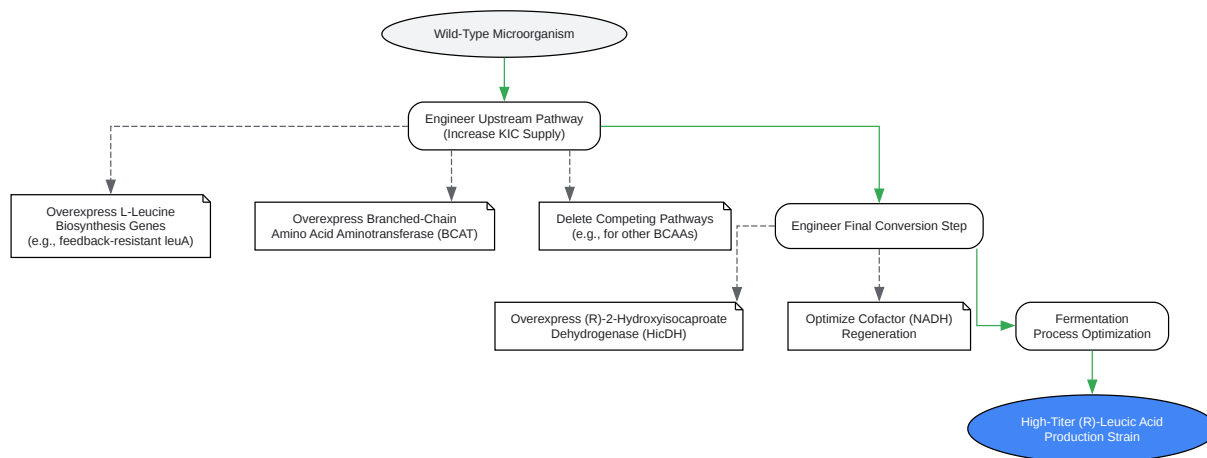 Wild-Type Microorganism
Engineer Upstream Pathway
(Increase KIC Supply)
Overexpress L-Leucine
Biosynthesis Genes
(e.g., feedback-resistant leuA)
Overexpress Branched-Chain
Amino Acid Aminotransferase (BCAT)
Delete Competing Pathways
(e.g., for other BCAAs)
Engineer Final Conversion Step
Overexpress (R)-2-Hydroxyisocaproate
Dehydrogenase (HicDH)
Optimize Cofactor (NADH)
Regeneration
Fermentation
Process Optimization
High-Titer (R)-Leucic Acid
Production Strain